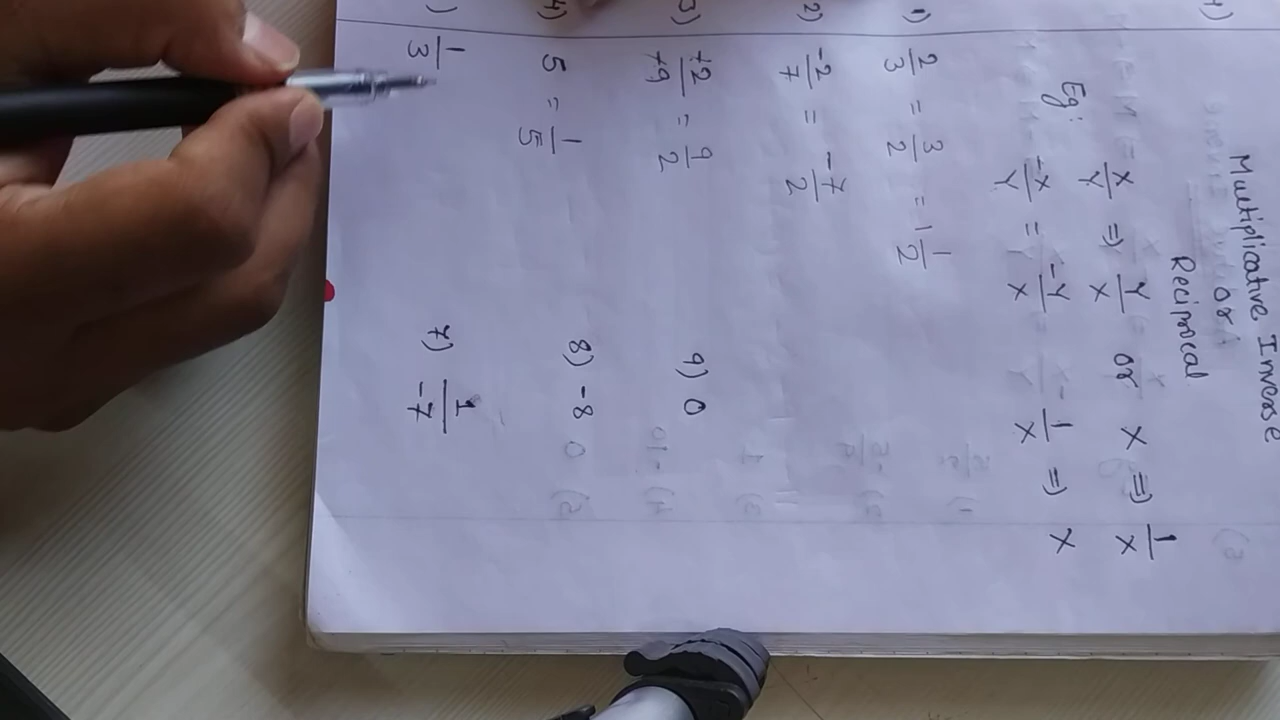 4)
Multiplicative Inverse
or
Reciprocal
Eg: x/y => y/x or x => 1/x
-x/y = -y/x - 1/x => x
1) 2/3 = 3/2 = 1 1/2
2) -2/7 = -7/2
3) +2/+9 = 9/2
4) 5 = 1/5
) 1/3
9) 0
8) -8
7) 1/-7